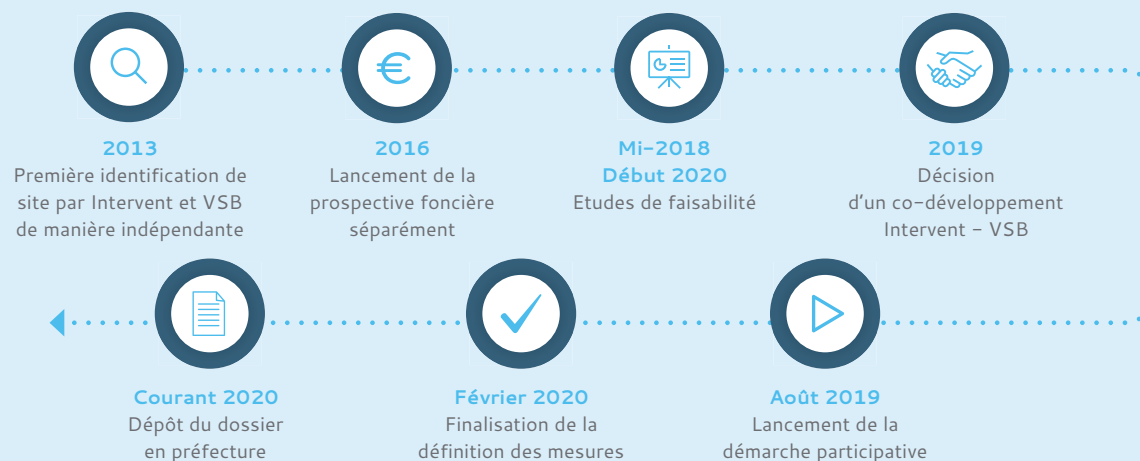 2013
Première identification de
site par Intervent et VSB
de manière indépendante
2016
Lancement de la
prospective foncière
séparément
Mi-2018
Début 2020
Etudes de faisabilité
2019
Décision
d'un co-développement
Intervent - VSB
Août 2019
Lancement de la
démarche participative
Février 2020
Finalisation de la
définition des mesures
Courant 2020
Dépôt du dossier
en préfecture